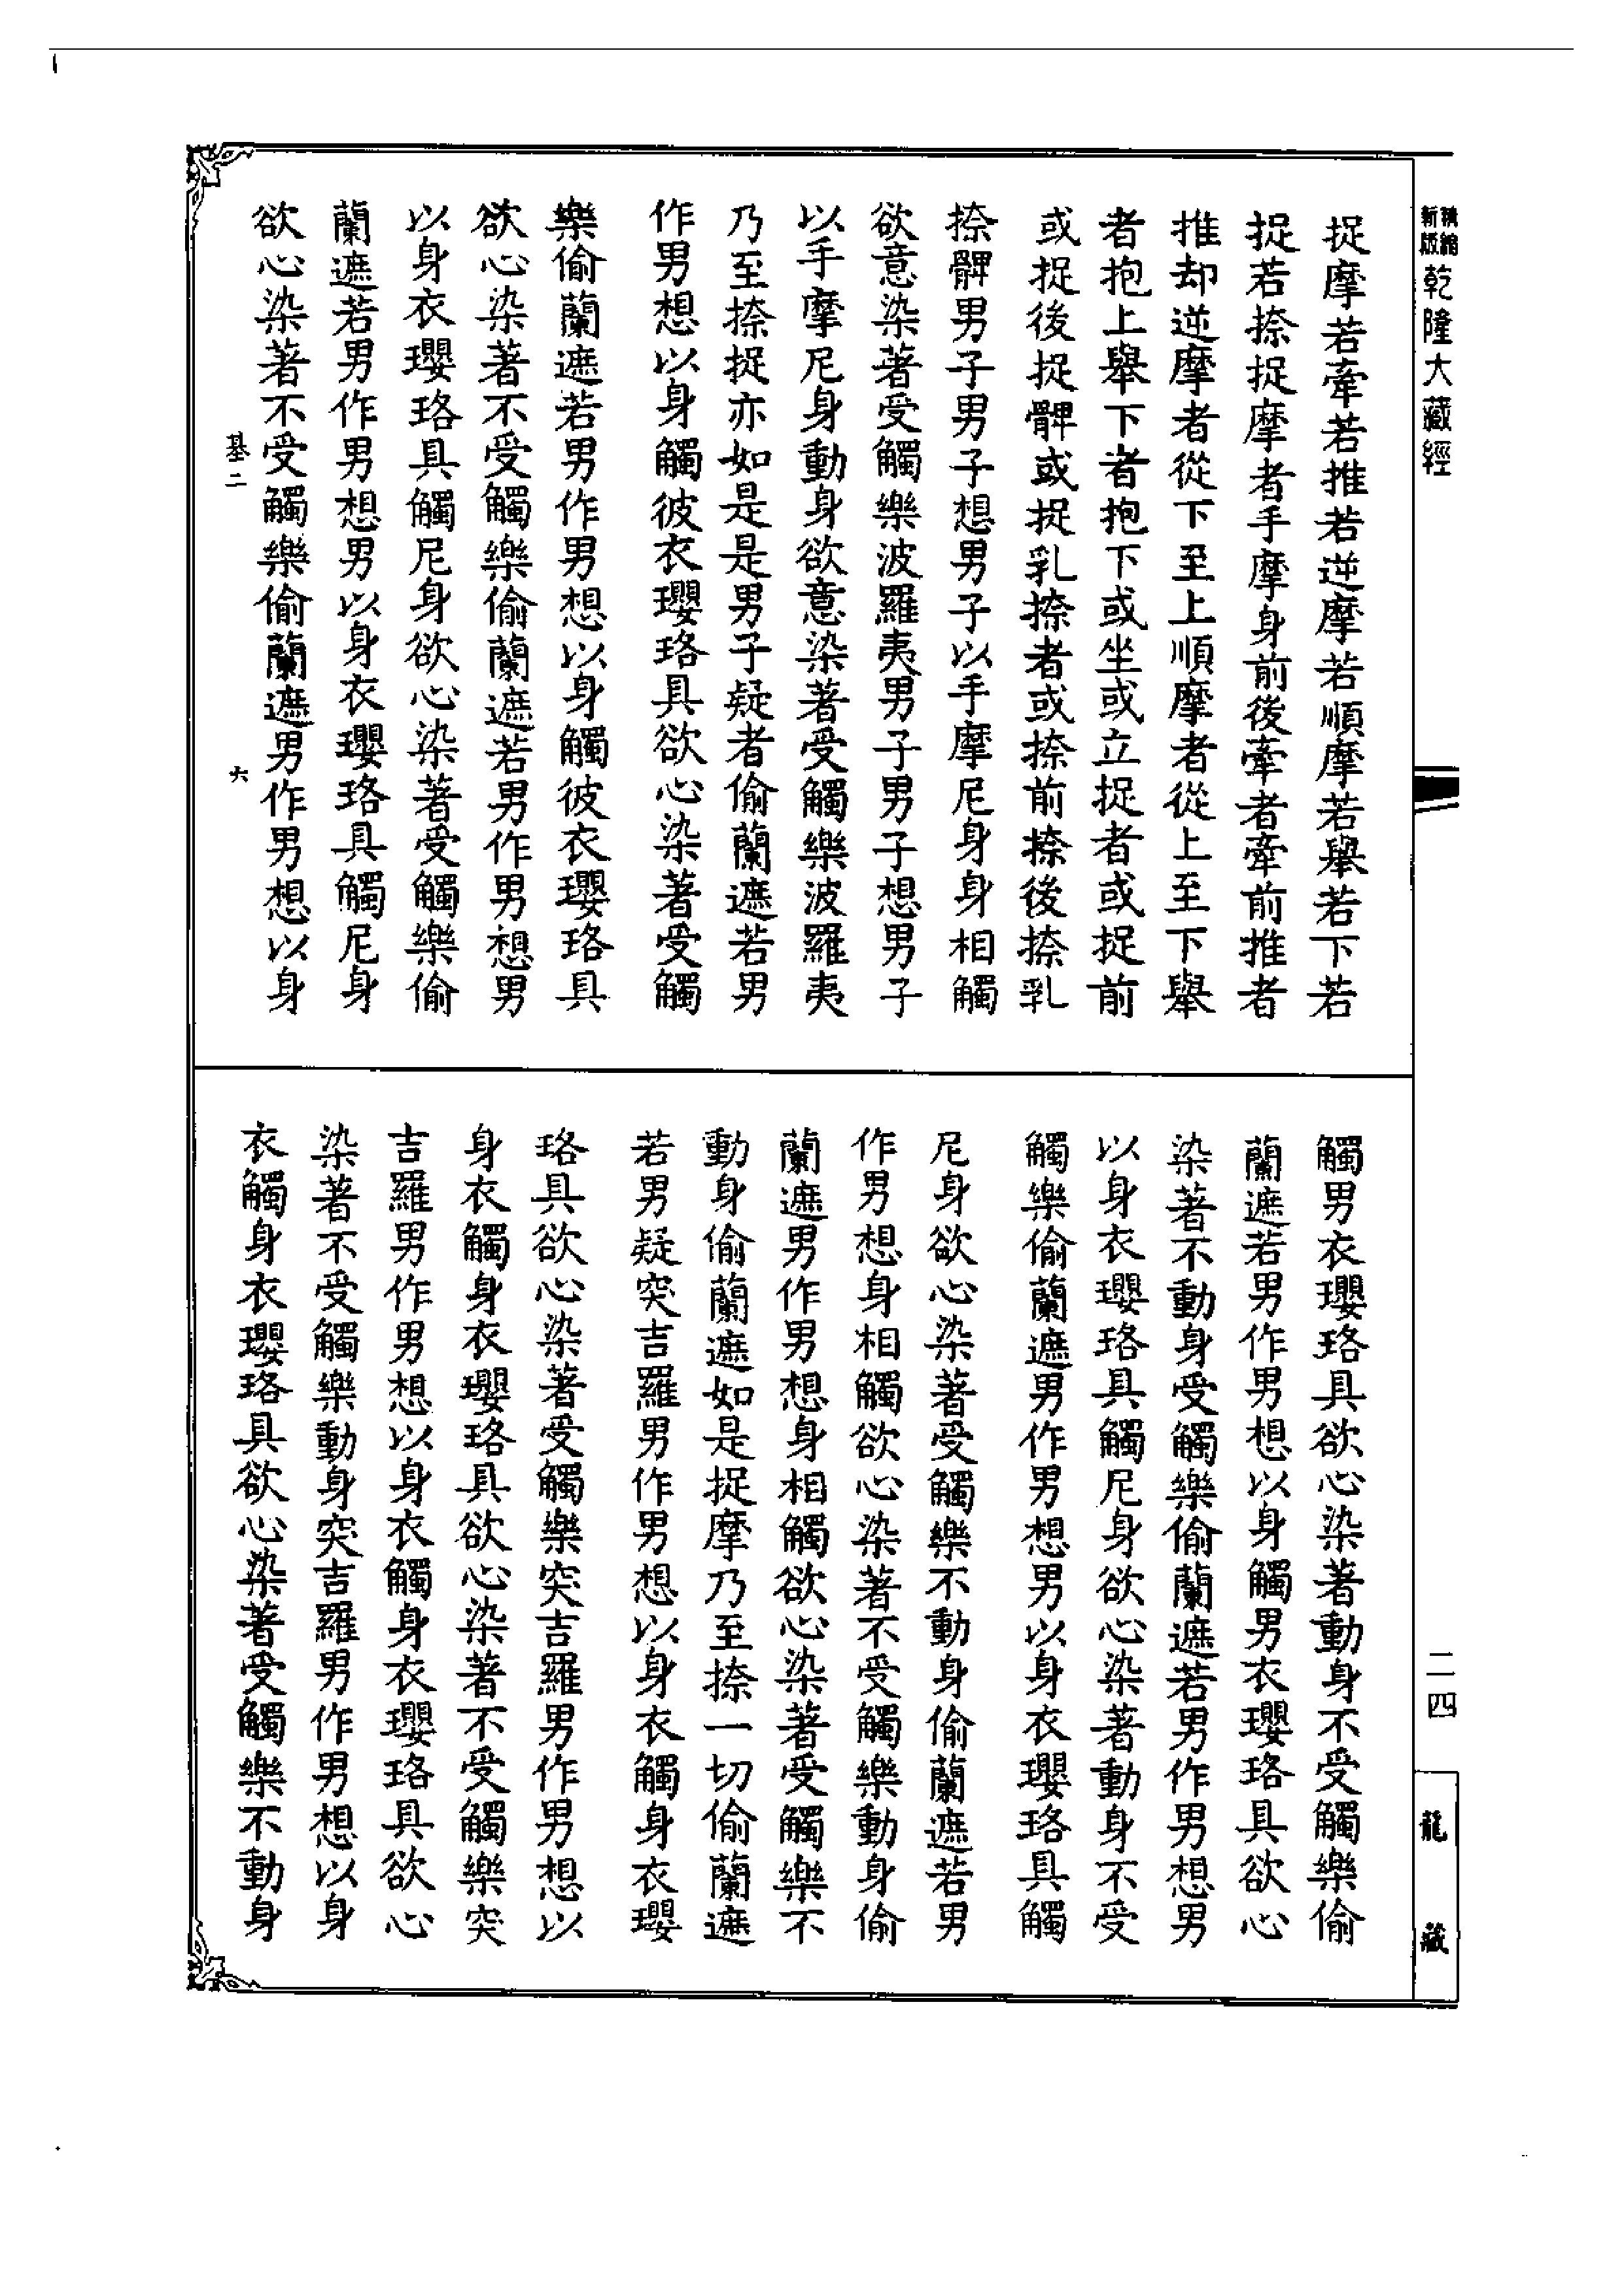 新版精縮乾隆大藏經
捉摩若牽若推若逆摩若順摩若舉若下若
捉若捺捉摩者手摩身前後牽者牽前推者
推却逆摩者從下至上順摩者從上至下舉
者抱上舉下者抱下或坐或立捉者或捉前
或捉後捉髀或捉乳捺者或捺前捺後捺乳
捺髀男子男子想男子以手摩尼身身相觸
欲意染著受觸樂波羅夷男子男子想男子
以手摩尼身動身欲意染著受觸樂波羅夷
乃至捺捉亦如是是男子疑者偷蘭遮若男
作男想以身觸彼衣瓔珞具欲心染著受觸
樂偷蘭遮若男作男想以身觸彼衣瓔珞具
欲心染著不受觸樂偷蘭遮若男作男想男
以身衣瓔珞具觸尼身欲心染著受觸樂偷
蘭遮若男作男想男以身衣瓔珞具觸尼身
欲心染著不受觸樂偷蘭遮男作男想以身
基二 六
觸男衣瓔珞具欲心染著動身不受觸樂偷
蘭遮若男作男想以身觸男衣瓔珞具欲心
染著不動身受觸樂偷蘭遮若男作男想男
以身衣瓔珞具觸尼身欲心染著動身不受
觸樂偷蘭遮男作男想男以身衣瓔珞具觸
尼身欲心染著受觸樂不動身偷蘭遮若男
作男想身相觸欲心染著不受觸樂動身偷
蘭遮男作男想身相觸欲心染著受觸樂不
動身偷蘭遮如是捉摩乃至捺一切偷蘭遮
若男疑突吉羅男作男想以身衣觸身衣瓔
珞具欲心染著受觸樂突吉羅男作男想以
身衣觸身衣瓔珞具欲心染著不受觸樂突
吉羅男作男想以身衣觸身衣瓔珞具欲心
染著不受觸樂動身突吉羅男作男想以身
衣觸身衣瓔珞具欲心染著受觸樂不動身
二四
龍藏